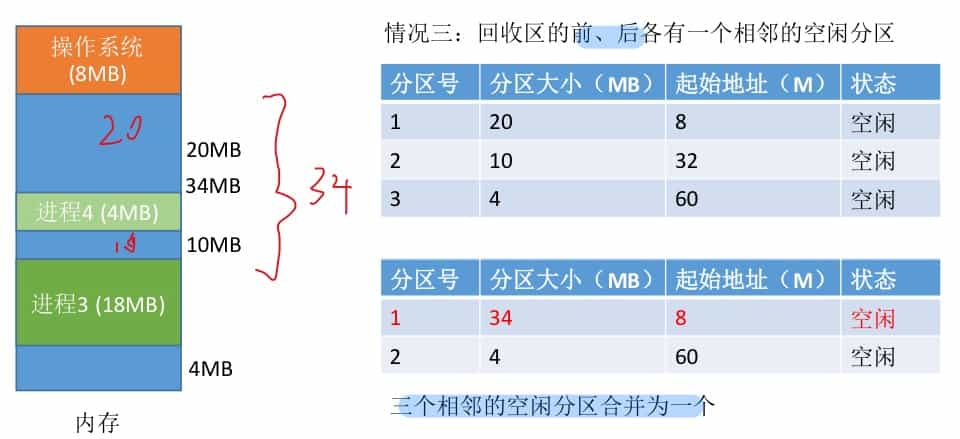 操作系统
(8MB)
20
20MB
34MB
进程4 (4MB)
10MB
进程3 (18MB)
4MB
内存
34
情况三：回收区的前、后各有一个相邻的空闲分区
分区号 分区大小（MB） 起始地址（M） 状态
1 20 8 空闲
2 10 32 空闲
3 4 60 空闲
分区号 分区大小（MB） 起始地址（M） 状态
1 34 8 空闲
2 4 60 空闲
三个相邻的空闲分区合并为一个